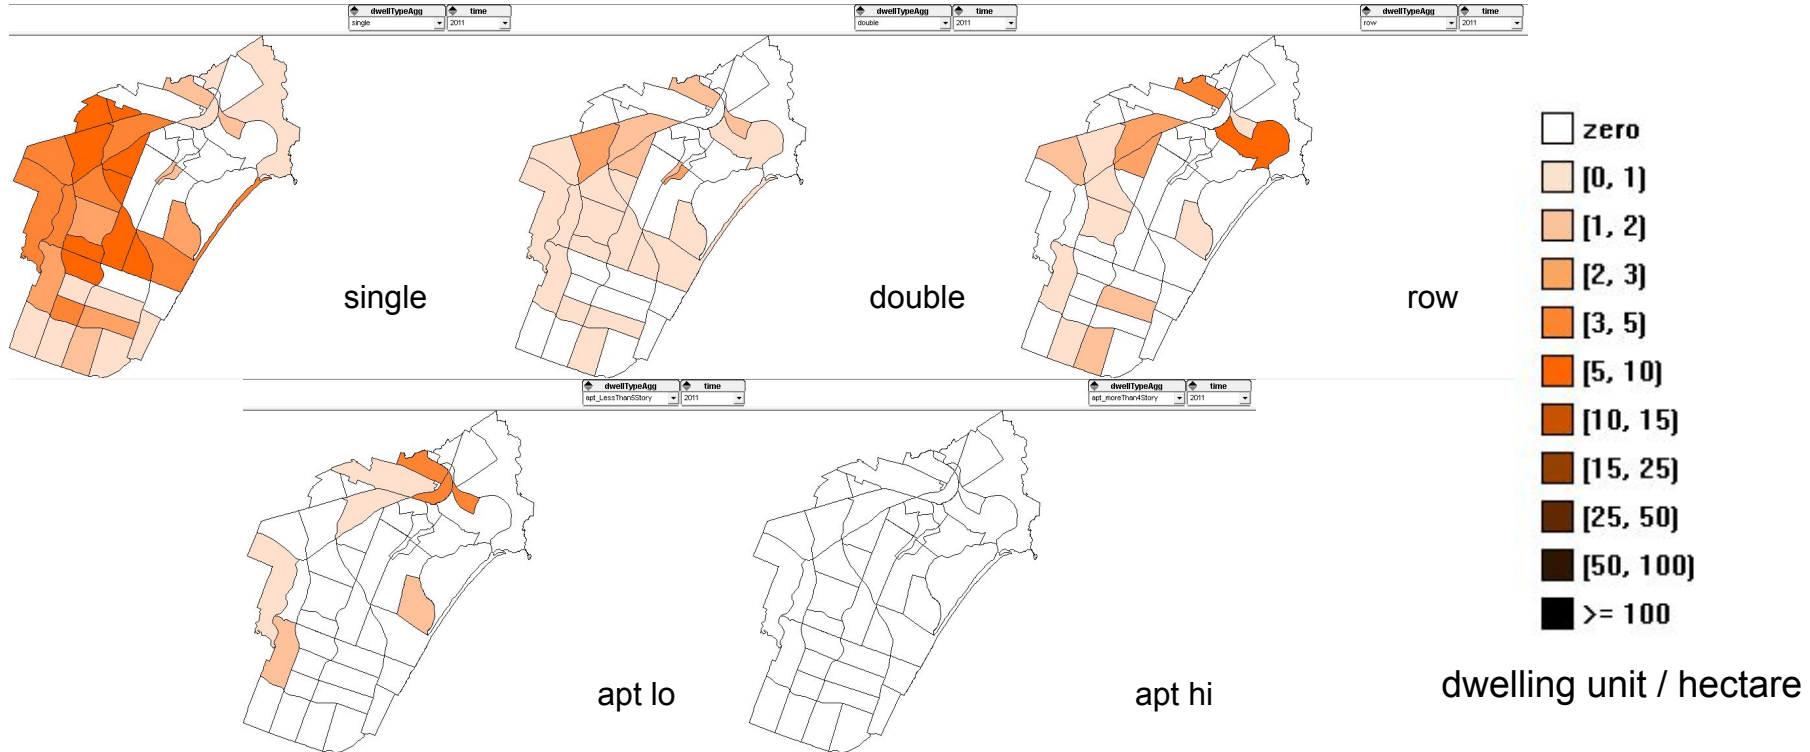 dwellTypeAgg time
single 2011
dwellTypeAgg time
double 2011
dwellTypeAgg time
row 2011
single
double
row
dwellTypeAgg time
apt_LessThan5Story 2011
dwellTypeAgg time
apt_moreThan4Story 2011
apt lo
apt hi
zero
[0, 1)
[1, 2)
[2, 3)
[3, 5)
[5, 10)
[10, 15)
[15, 25)
[25, 50)
[50, 100)
>= 100
dwelling unit / hectare